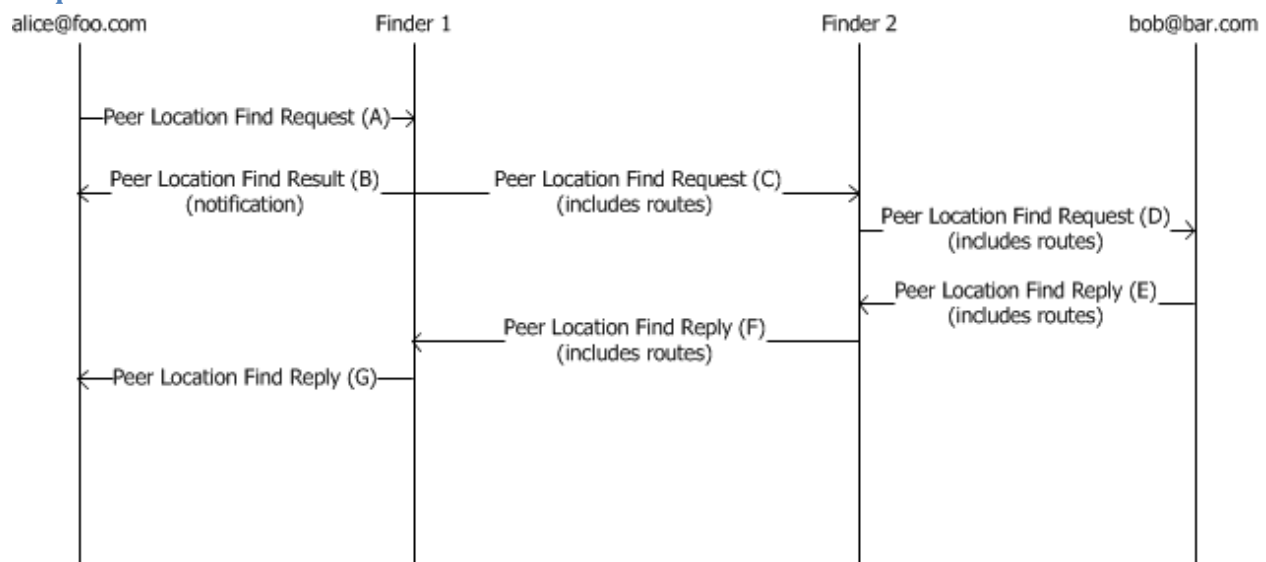 alice@foo.com Finder 1 Finder 2 bob@bar.com
Peer Location Find Request (A)
Peer Location Find Result (B)
(notification)
Peer Location Find Request (C)
(includes routes)
Peer Location Find Request (D)
(includes routes)
Peer Location Find Reply (E)
(includes routes)
Peer Location Find Reply (F)
(includes routes)
Peer Location Find Reply (G)